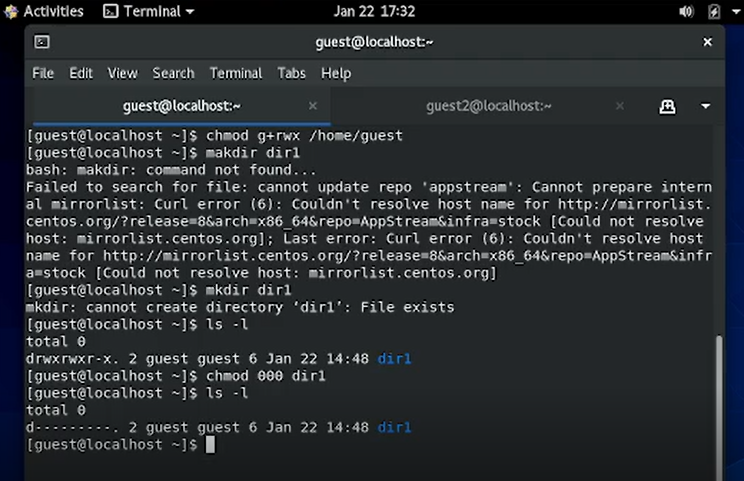 Activities Terminal Jan 22 17:32
guest@localhost:~
File Edit View Search Terminal Tabs Help
guest@localhost:~ × guest2@localhost:~ ×
[guest@localhost ~]$ chmod g+rwx /home/guest
[guest@localhost ~]$ makdir dir1
bash: makdir: command not found...
Failed to search for file: cannot update repo 'appstream': Cannot prepare intern
al mirrorlist: Curl error (6): Couldn't resolve host name for http://mirrorlist.
centos.org/?release=8&arch=x86_64&repo=AppStream&infra=stock [Could not resolve
host: mirrorlist.centos.org]; Last error: Curl error (6): Couldn't resolve host
name for http://mirrorlist.centos.org/?release=8&arch=x86_64&repo=AppStream&infr
a=stock [Could not resolve host: mirrorlist.centos.org]
[guest@localhost ~]$ mkdir dir1
mkdir: cannot create directory ‘dir1’: File exists
[guest@localhost ~]$ ls -l
total 0
drwxrwxr-x. 2 guest guest 6 Jan 22 14:48 dir1
[guest@localhost ~]$ chmod 000 dir1
[guest@localhost ~]$ ls -l
total 0
d---------. 2 guest guest 6 Jan 22 14:48 dir1
[guest@localhost ~]$